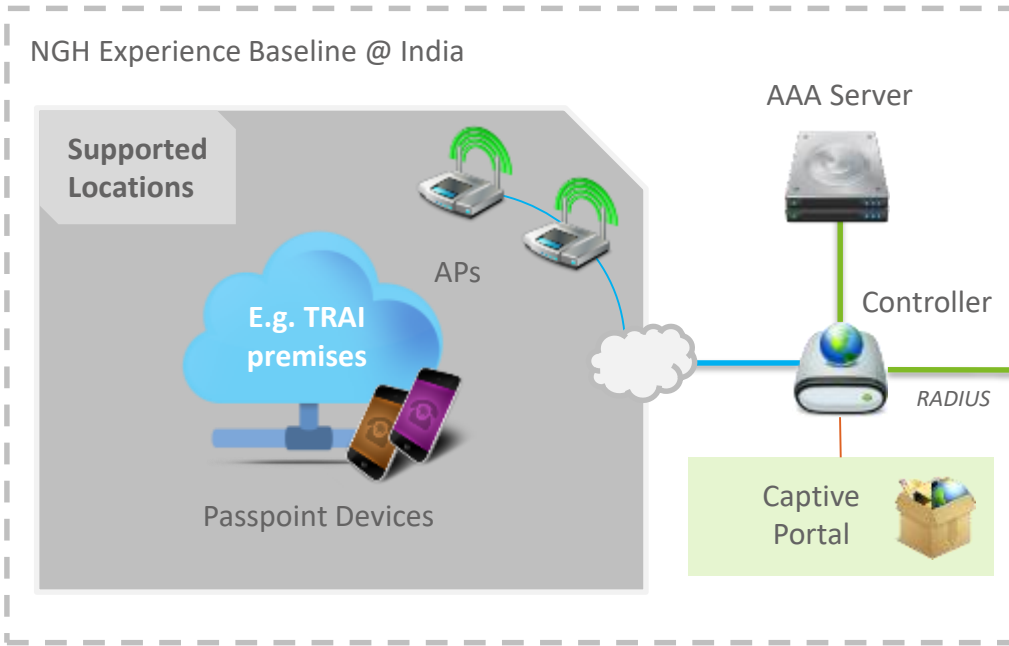 NGH Experience Baseline @ India
Supported
Locations
APs
E.g. TRAI
premises
Passpoint Devices
AAA Server
Controller
RADIUS
Captive
Portal